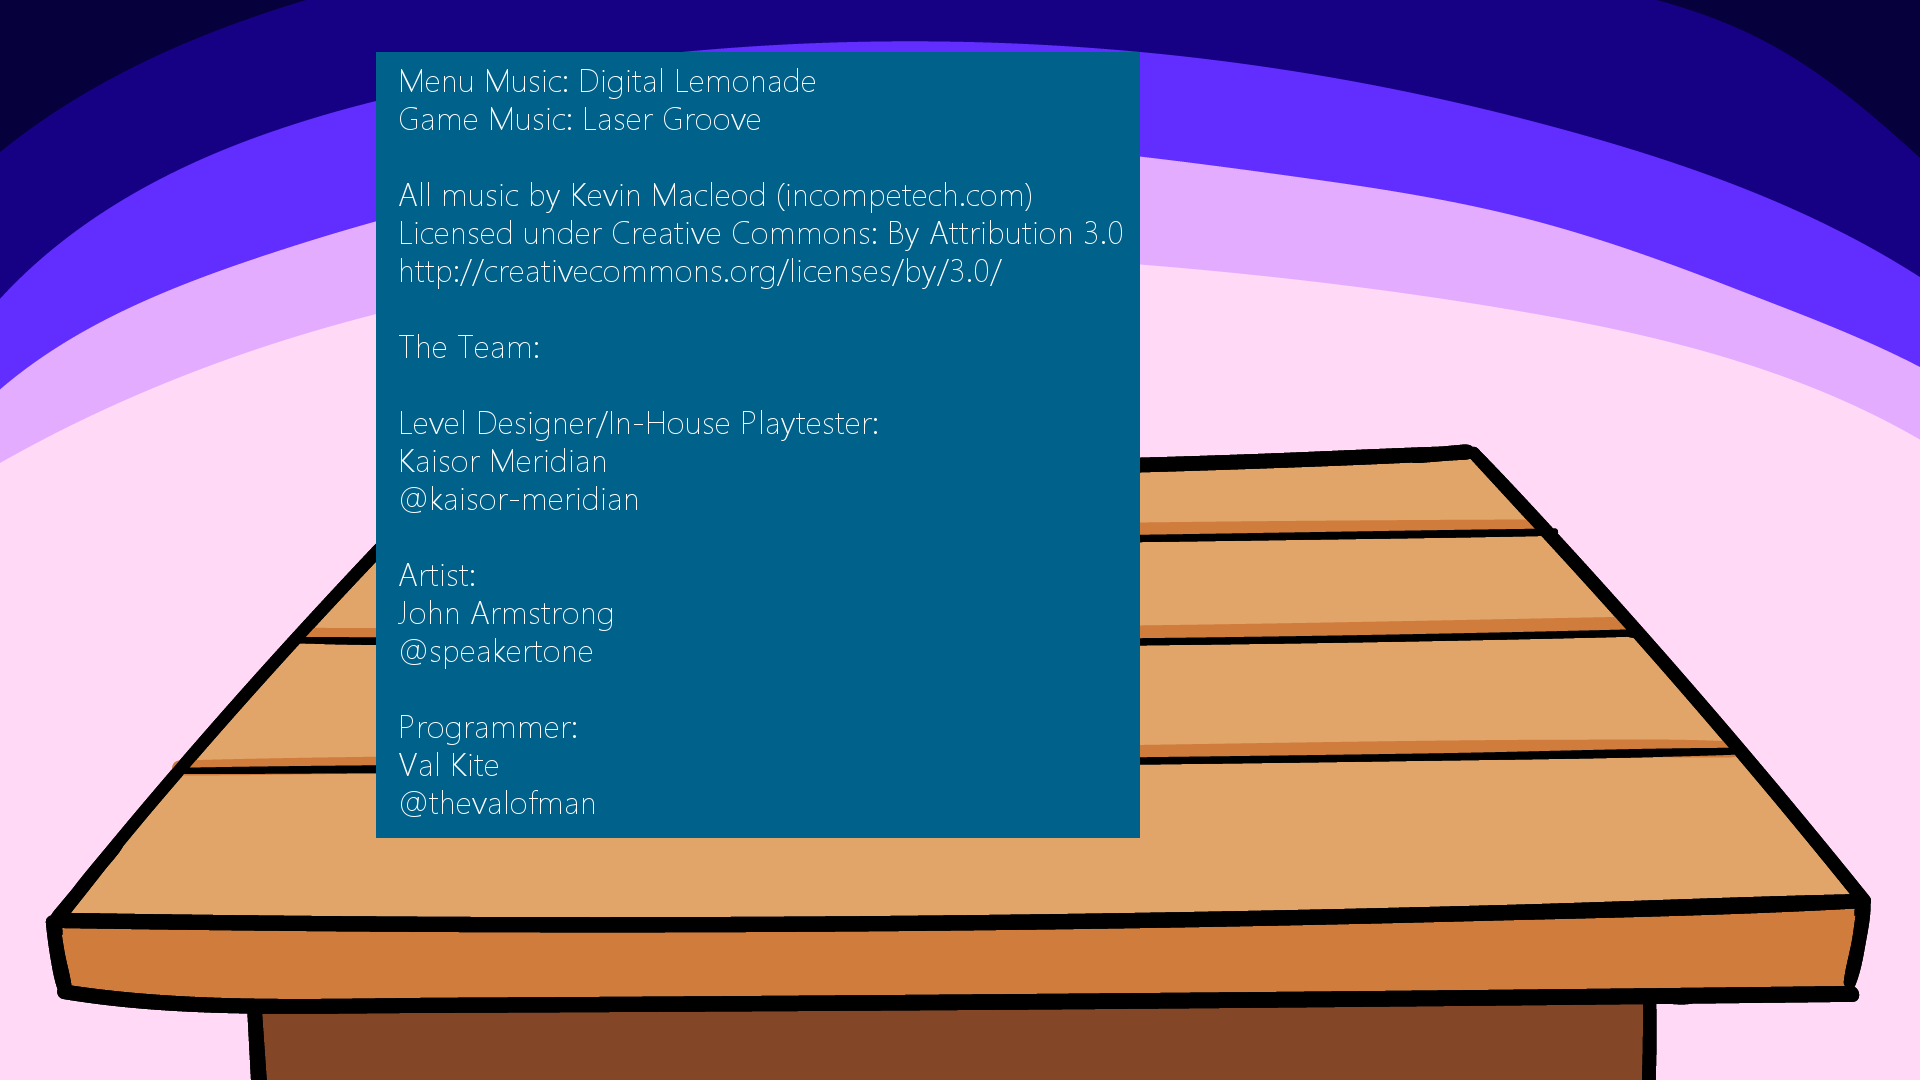 Menu Music: Digital Lemonade
Game Music: Laser Groove
All music by Kevin Macleod (incompetech.com)
Licensed under Creative Commons: By Attribution 3.0
http://creativecommons.org/licenses/by/3.0/
The Team:
Level Designer/In-House Playtester:
Kaisor Meridian
@kaisor-meridian
Artist:
John Armstrong
@speakertone
Programmer:
Val Kite
@thevalofman